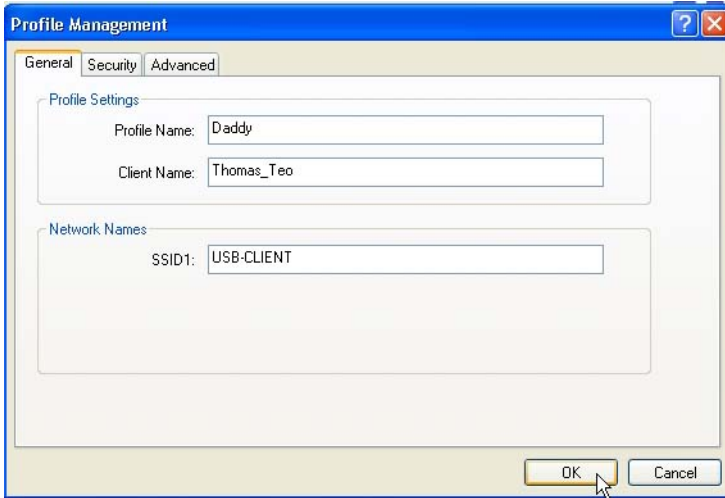 Profile Management
General Security Advanced
Profile Settings
Profile Name: Daddy
Client Name: Thomas_Teo
Network Names
SSID1: USB-CLIENT
OK Cancel